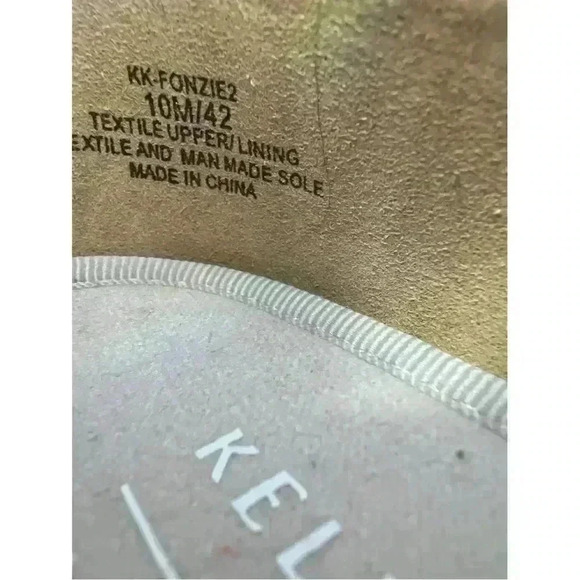 KK-FONZIE2
10M/42
TEXTILE UPPER/LINING
EXTILE AND MAN MADE SOLE
MADE IN CHINA
KEL